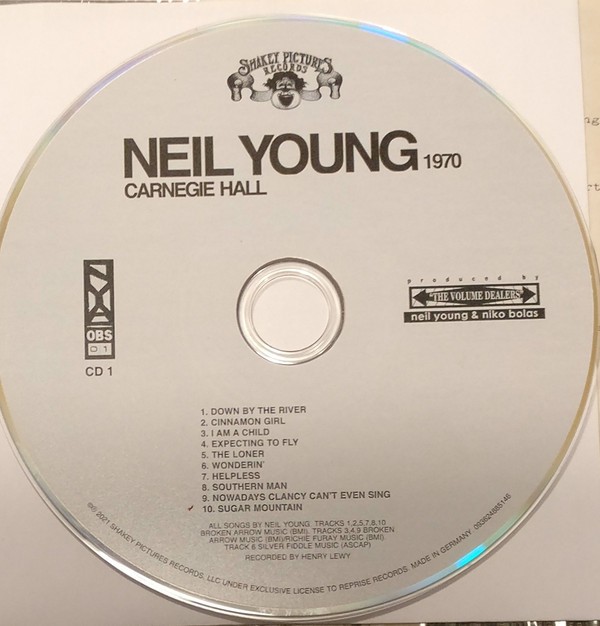 SHAKEY PICTURES
RECORDS
NEIL YOUNG 1970
CARNEGIE HALL
produced by
"THE VOLUME DEALERS"
neil young & niko bolas
NYA
OBS
D 1
CD 1
1. DOWN BY THE RIVER
2. CINNAMON GIRL
3. I AM A CHILD
4. EXPECTING TO FLY
5. THE LONER
6. WONDERIN'
7. HELPLESS
8. SOUTHERN MAN
9. NOWADAYS CLANCY CAN'T EVEN SING
10. SUGAR MOUNTAIN
ALL SONGS BY NEIL YOUNG. TRACKS 1,2,5,7,8,10
BROKEN ARROW MUSIC (BMI). TRACKS 3,4,9 BROKEN
ARROW MUSIC (BMI)/RICHIE FURAY MUSIC (BMI).
TRACK 6 SILVER FIDDLE MUSIC (ASCAP)
RECORDED BY HENRY LEWY
℗© 2021 SHAKEY PICTURES RECORDS, LLC UNDER EXCLUSIVE LICENSE TO REPRISE RECORDS. MADE IN GERMANY.